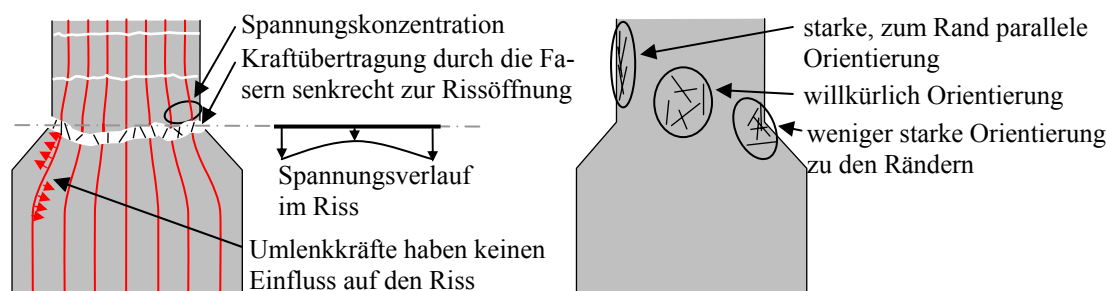 Spannungskonzentration
Kraftübertragung durch die Fa-
sern senkrecht zur Rissöffnung
Spannungsverlauf
im Riss
Umlenkkräfte haben keinen
Einfluss auf den Riss
starke, zum Rand parallele
Orientierung
willkürlich Orientierung
weniger starke Orientierung
zu den Rändern